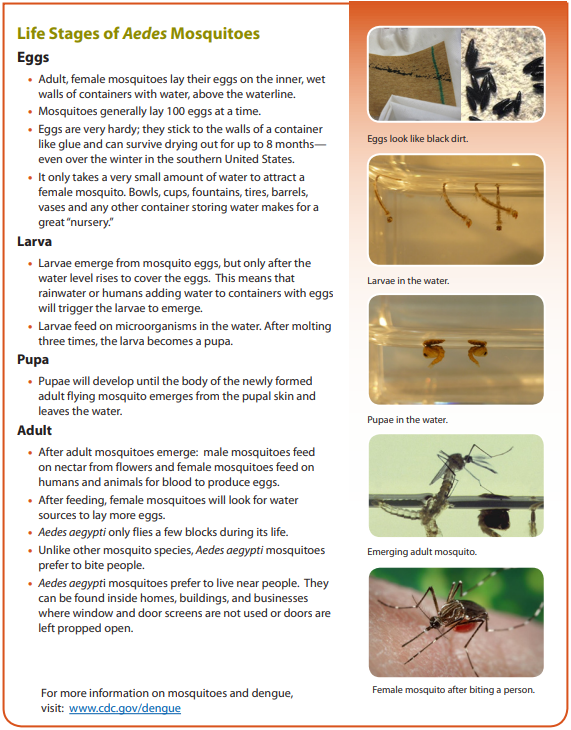 Life Stages of Aedes Mosquitoes
Eggs
• Adult, female mosquitoes lay their eggs on the inner, wet
walls of containers with water, above the waterline.
• Mosquitoes generally lay 100 eggs at a time.
• Eggs are very hardy; they stick to the walls of a container
like glue and can survive drying out for up to 8 months—
even over the winter in the southern United States.
• It only takes a very small amount of water to attract a
female mosquito. Bowls, cups, fountains, tires, barrels,
vases and any other container storing water makes for a
great “nursery.”
Larva
• Larvae emerge from mosquito eggs, but only after the
water level rises to cover the eggs. This means that
rainwater or humans adding water to containers with eggs
will trigger the larvae to emerge.
• Larvae feed on microorganisms in the water. After molting
three times, the larva becomes a pupa.
Pupa
• Pupae will develop until the body of the newly formed
adult flying mosquito emerges from the pupal skin and
leaves the water.
Adult
• After adult mosquitoes emerge: male mosquitoes feed
on nectar from flowers and female mosquitoes feed on
humans and animals for blood to produce eggs.
• After feeding, female mosquitoes will look for water
sources to lay more eggs.
• Aedes aegypti only flies a few blocks during its life.
• Unlike other mosquito species, Aedes aegypti mosquitoes
prefer to bite people.
• Aedes aegypti mosquitoes prefer to live near people. They
can be found inside homes, buildings, and businesses
where window and door screens are not used or doors are
left propped open.
For more information on mosquitoes and dengue,
visit: www.cdc.gov/dengue
Eggs look like black dirt.
Larvae in the water.
Pupae in the water.
Emerging adult mosquito.
Female mosquito after biting a person.